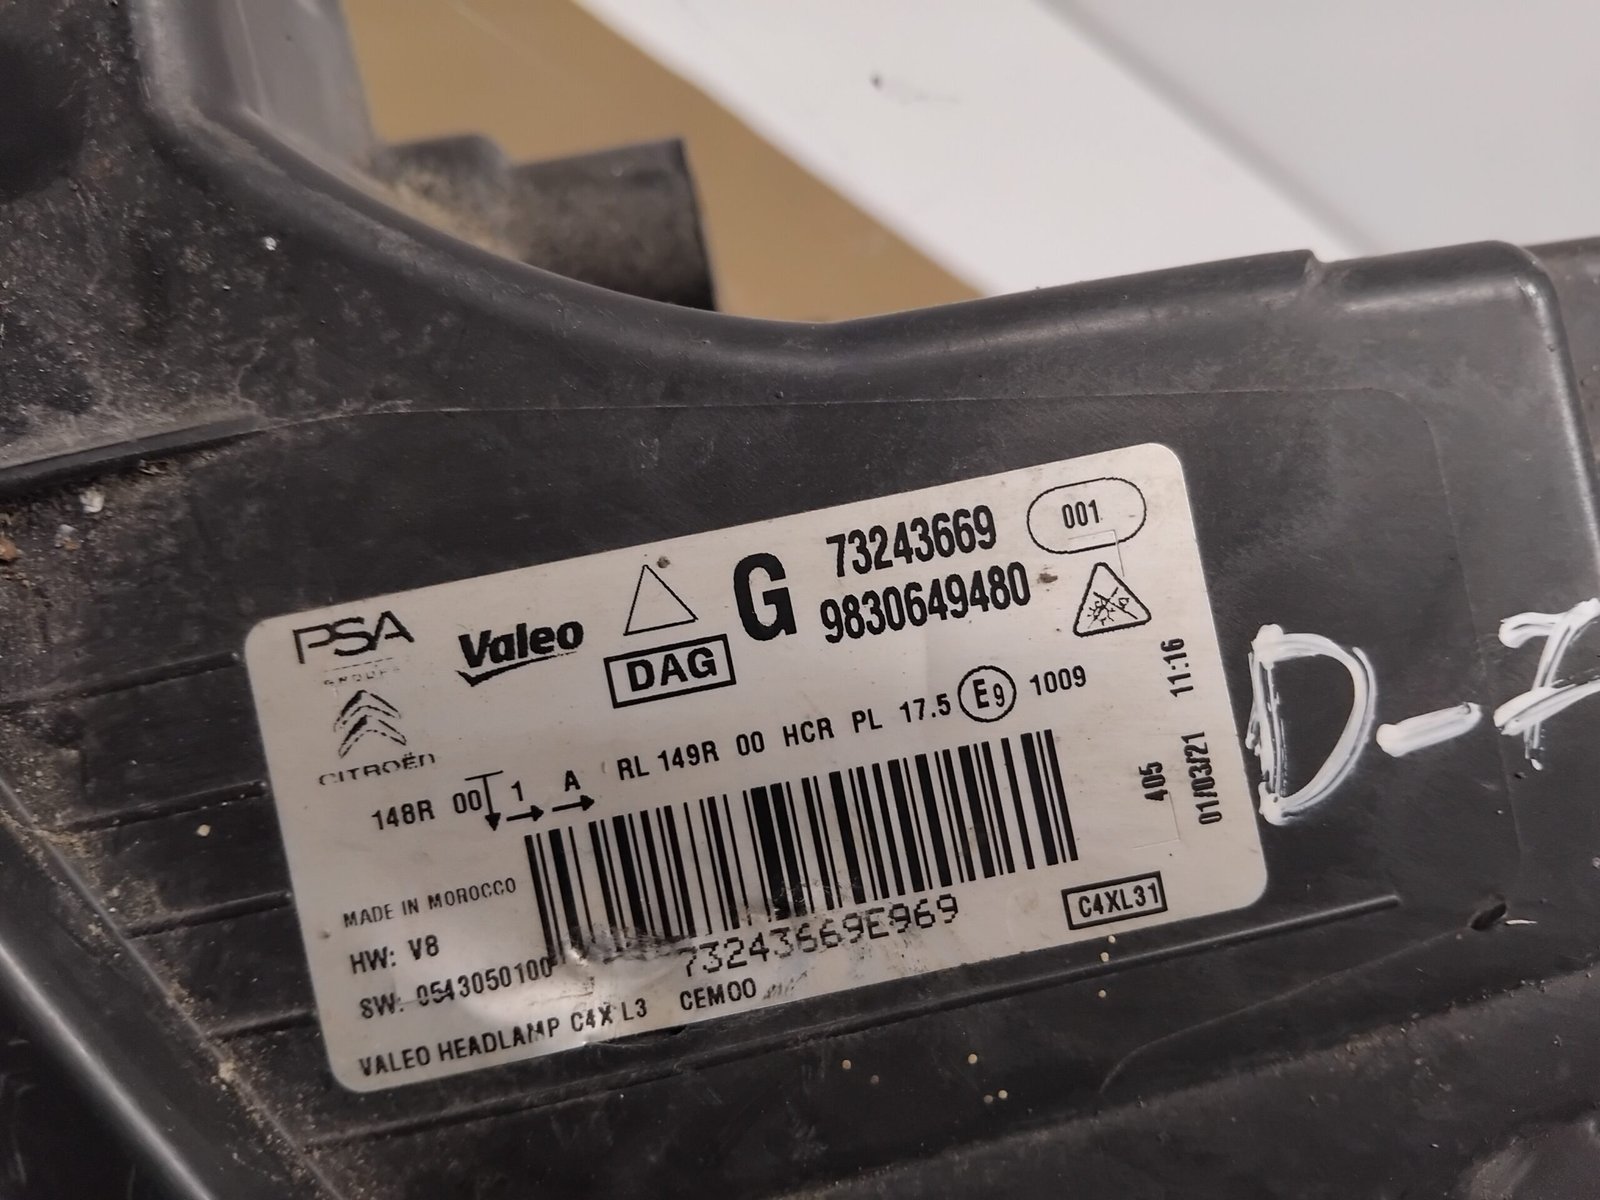 PSA
GROUPE
CITROËN
Valeo
DAG
G
73243669
9830649480
001
148R 00 1 A RL 149R 00 HCR PL 17.5 E9 1009
MADE IN MOROCCO
HW: V8
SW: 0543050100
73243669E969
VALEO HEADLAMP C4X L3 CEM00
C4XL31
405 11:16
01/03/21
D-7